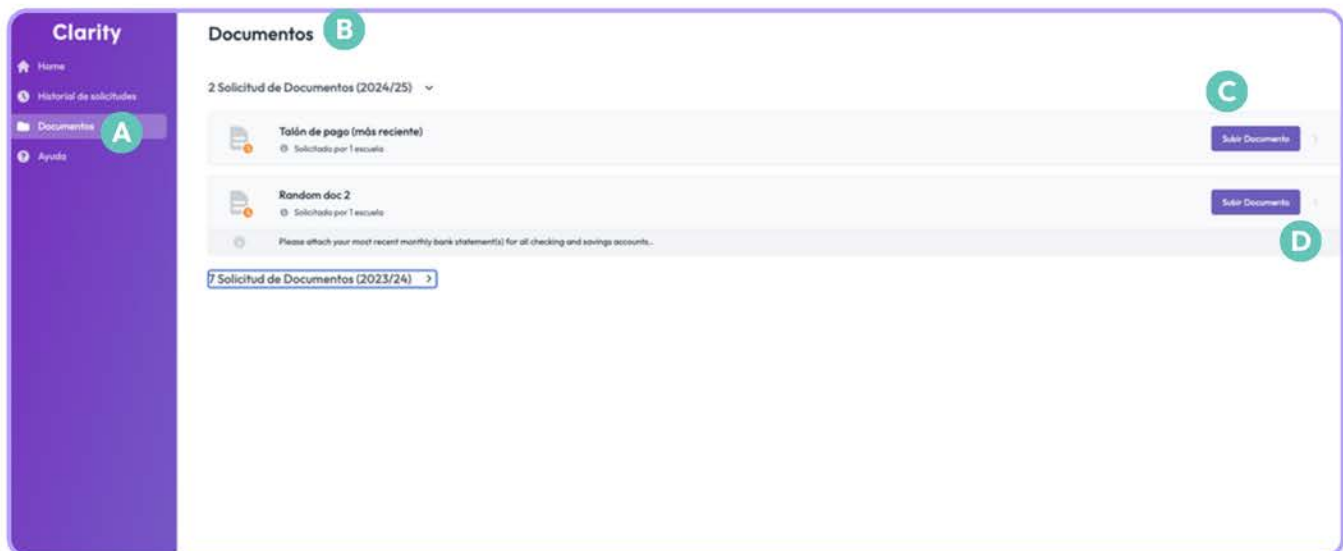 Clarity
Home
Historial de solicitudes
Documentos
A
Ayuda
Documentos
B
2 Solicitud de Documentos (2024/25)
C
Talón de pago (más reciente)
Solicitado por 1 escuela
Subir Documento
Random doc 2
Solicitado por 1 escuela
Subir Documento
Please attach your most recent monthly bank statement(s) for all checking and savings accounts..
D
7 Solicitud de Documentos (2023/24)